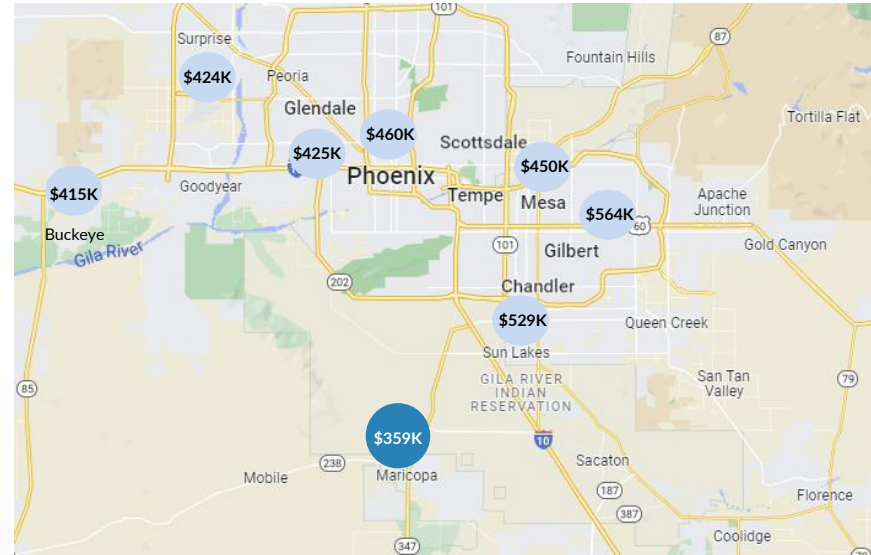 101
Surprise
87
Fountain Hills
$424K
Peoria
Glendale
Tortilla Flat
$460K
Scottsdale
$425K
$450K
Phoenix
$415K
Goodyear
Tempe
Mesa
Apache
Junction
$564K
60
Buckeye
Gila River
101
Gilbert
Gold Canyon
202
Chandler
$529K
Queen Creek
Sun Lakes
GILA RIVER
INDIAN
RESERVATION
San Tan
Valley
79
85
$359K
10
238
Sacaton
Mobile
Maricopa
187
Florence
387
Coolidge
347